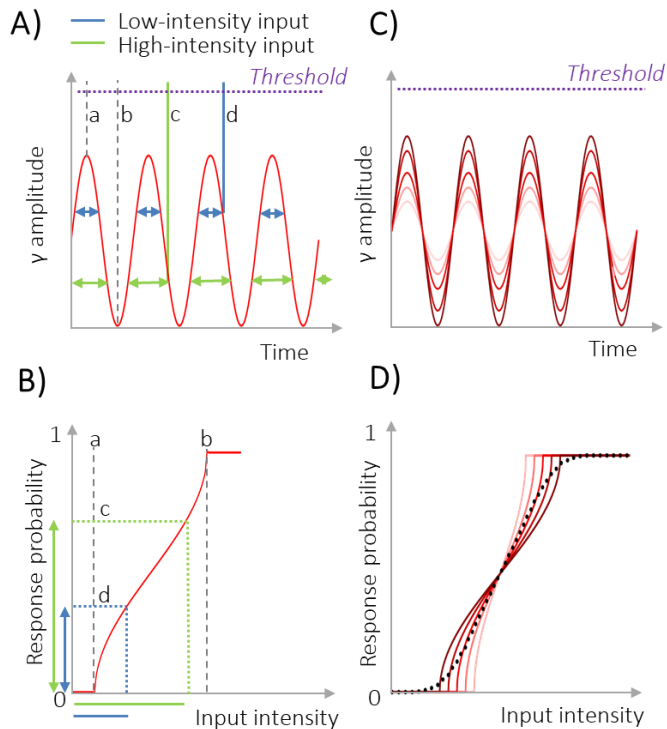 A)
Low-intensity input
High-intensity input
Threshold
a
b
c
d
γ amplitude
Time
C)
Threshold
γ amplitude
Time
B)
1
a
b
c
d
Response probability
0
Input intensity
D)
1
Response probability
0
Input intensity